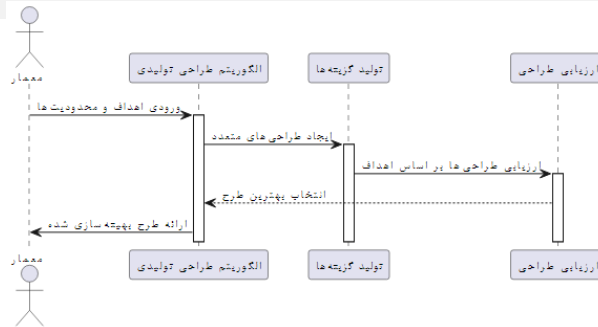 معمار
الگوریتم طراحی تولیدی
تولید گزینه‌ها
ارزیابی طراحی
ورودی اهداف و محدودیت‌ها
ایجاد طراحی‌های متعدد
ارزیابی طراحی‌ها بر اساس اهداف
انتخاب بهترین طرح
ارائه طرح بهینه‌سازی شده
معمار
الگوریتم طراحی تولیدی
تولید گزینه‌ها
ارزیابی طراحی